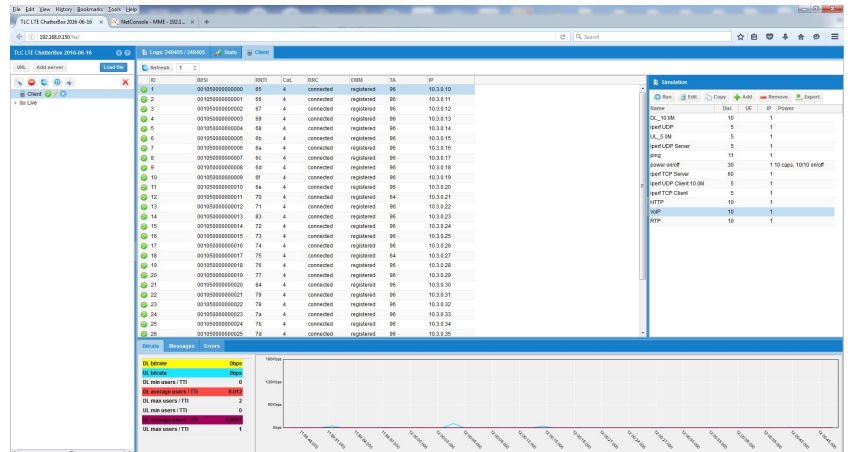 File Edit View History Bookmarks Tools Help
TLC LTE ChatterBox 2016-06-16 × NetConsole - MME - 192.1... × +
192.168.0.150/lts/ Search
TLC LTE ChatterBox 2016-06-16
URL Add server Load file
Client
Live
Logs: 248405 / 248405 Stats Client
Refresh 1
ID IMSI RNTI Cat. RRC EMM TA IP
1 001050000000000 65 4 connected registered 96 10.3.0.10
2 001050000000001 66 4 connected registered 96 10.3.0.11
3 001050000000002 67 4 connected registered 96 10.3.0.12
4 001050000000003 69 4 connected registered 96 10.3.0.13
5 001050000000004 68 4 connected registered 96 10.3.0.14
6 001050000000005 6b 4 connected registered 96 10.3.0.15
7 001050000000006 6a 4 connected registered 96 10.3.0.16
8 001050000000007 6c 4 connected registered 96 10.3.0.17
9 001050000000008 6d 4 connected registered 96 10.3.0.18
10 001050000000009 6f 4 connected registered 96 10.3.0.19
11 001050000000010 6e 4 connected registered 96 10.3.0.20
12 001050000000011 70 4 connected registered 64 10.3.0.21
13 001050000000012 71 4 connected registered 96 10.3.0.22
14 001050000000013 83 4 connected registered 96 10.3.0.23
15 001050000000014 72 4 connected registered 96 10.3.0.24
16 001050000000015 73 4 connected registered 96 10.3.0.25
17 001050000000016 74 4 connected registered 96 10.3.0.26
18 001050000000017 75 4 connected registered 64 10.3.0.27
19 001050000000018 76 4 connected registered 96 10.3.0.28
20 001050000000019 77 4 connected registered 96 10.3.0.29
21 001050000000020 84 4 connected registered 96 10.3.0.30
22 001050000000021 79 4 connected registered 96 10.3.0.31
23 001050000000022 78 4 connected registered 96 10.3.0.32
24 001050000000023 7a 4 connected registered 96 10.3.0.33
25 001050000000024 7b 4 connected registered 96 10.3.0.34
26 001050000000025 7d 4 connected registered 96 10.3.0.35
Simulation
Run Edit Copy Add Remove Export
Name Dur. UE IP Power
DL_10.0M 10 1
iperf UDP 5 1
UL_5.0M 5 1
iperf UDP Server 5 1
ping 11 1
power on/off 30 1 10 caps, 10/10 on/off
iperf TCP Server 60 1
iperf UDP Client 10.0M 5 1
iperf TCP Client 5 1
HTTP 10 1
VoIP 10 1
RTP 10 1
Bitrate Messages Errors
DL bitrate 0bps
UL bitrate 0bps
DL min users / TTI 0
DL average users / TTI 0.012
DL max users / TTI 2
UL min users / TTI 0
UL average users / TTI
UL max users / TTI 1
0bps